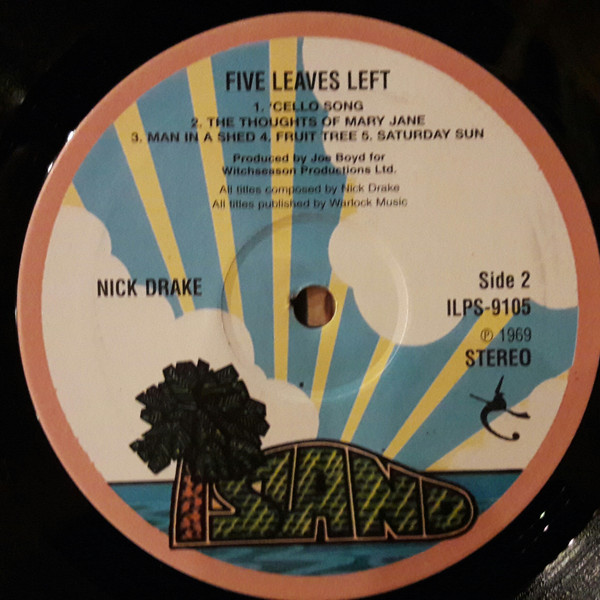 FIVE LEAVES LEFT
1. 'CELLO SONG
2. THE THOUGHTS OF MARY JANE
3. MAN IN A SHED 4. FRUIT TREE 5. SATURDAY SUN
Produced by Joe Boyd for
Witchseason Productions Ltd.
All titles composed by Nick Drake
All titles published by Warlock Music
NICK DRAKE
Side 2
ILPS-9105
℗ 1969
STEREO
ISLAND